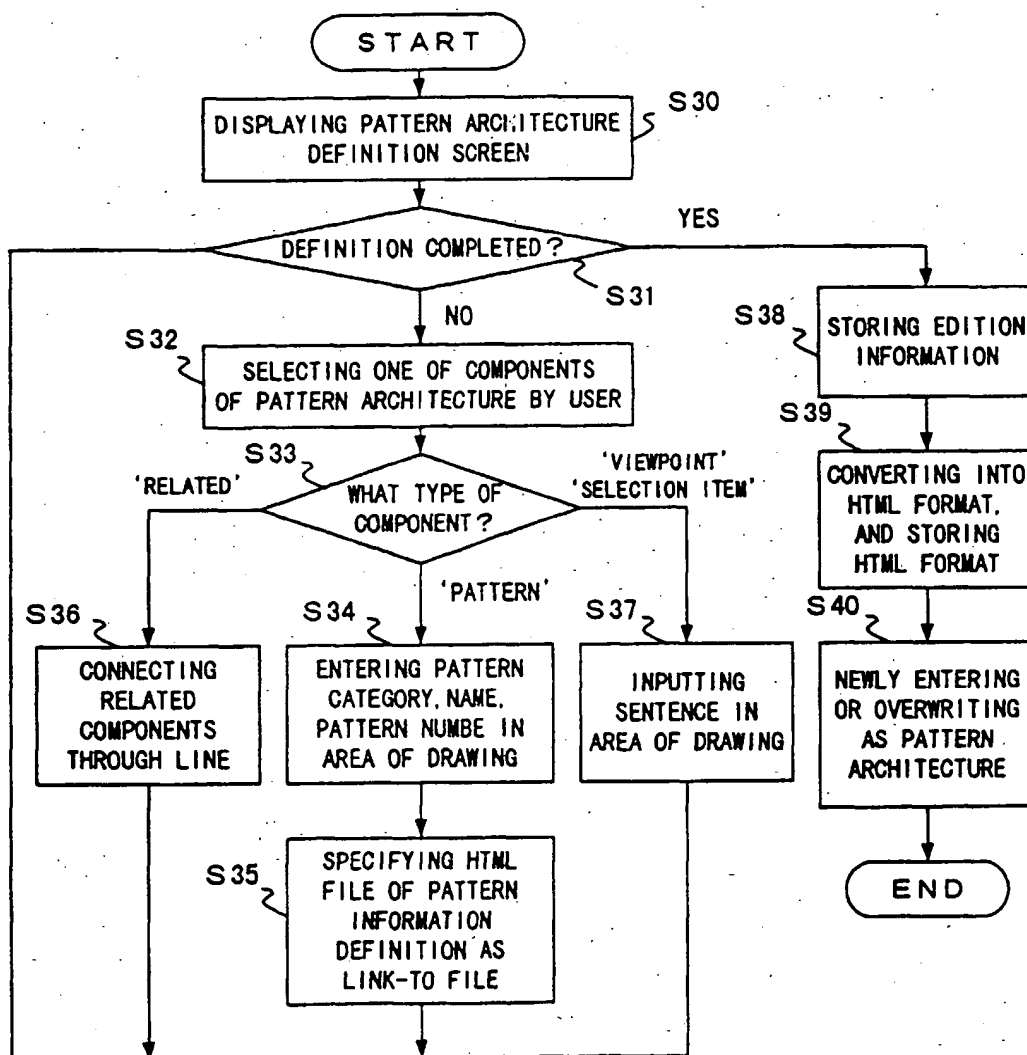 START
S30
DISPLAYING PATTERN ARCHITECTURE
DEFINITION SCREEN
YES
DEFINITION COMPLETED?
S31
NO
S32
SELECTING ONE OF COMPONENTS
OF PATTERN ARCHITECTURE BY USER
S33
'RELATED'
WHAT TYPE OF
COMPONENT?
'VIEWPOINT'
'SELECTION ITEM'
'PATTERN'
S36
CONNECTING
RELATED
COMPONENTS
THROUGH LINE
S34
ENTERING PATTERN
CATEGORY, NAME,
PATTERN NUMBE IN
AREA OF DRAWING
S37
INPUTTING
SENTENCE IN
AREA OF DRAWING
S35
SPECIFYING HTML
FILE OF PATTERN
INFORMATION
DEFINITION AS
LINK-TO FILE
S38
STORING EDITION
INFORMATION
S39
CONVERTING INTO
HTML FORMAT,
AND STORING
HTML FORMAT
S40
NEWLY ENTERING
OR OVERWRITING
AS PATTERN
ARCHITECTURE
END